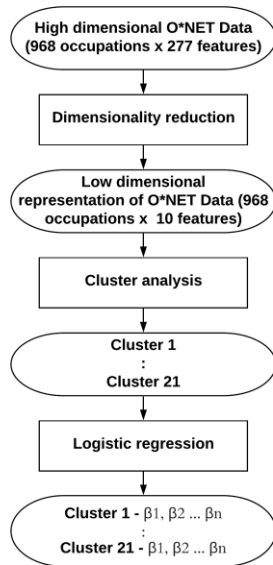 High dimensional O*NET Data
(968 occupations x 277 features)
Dimensionality reduction
Low dimensional
representation of O*NET Data (968
occupations x 10 features)
Cluster analysis
Cluster 1
:
Cluster 21
Logistic regression
Cluster 1 - β1, β2 ... βn
:
Cluster 21 - β1, β2 ... βn